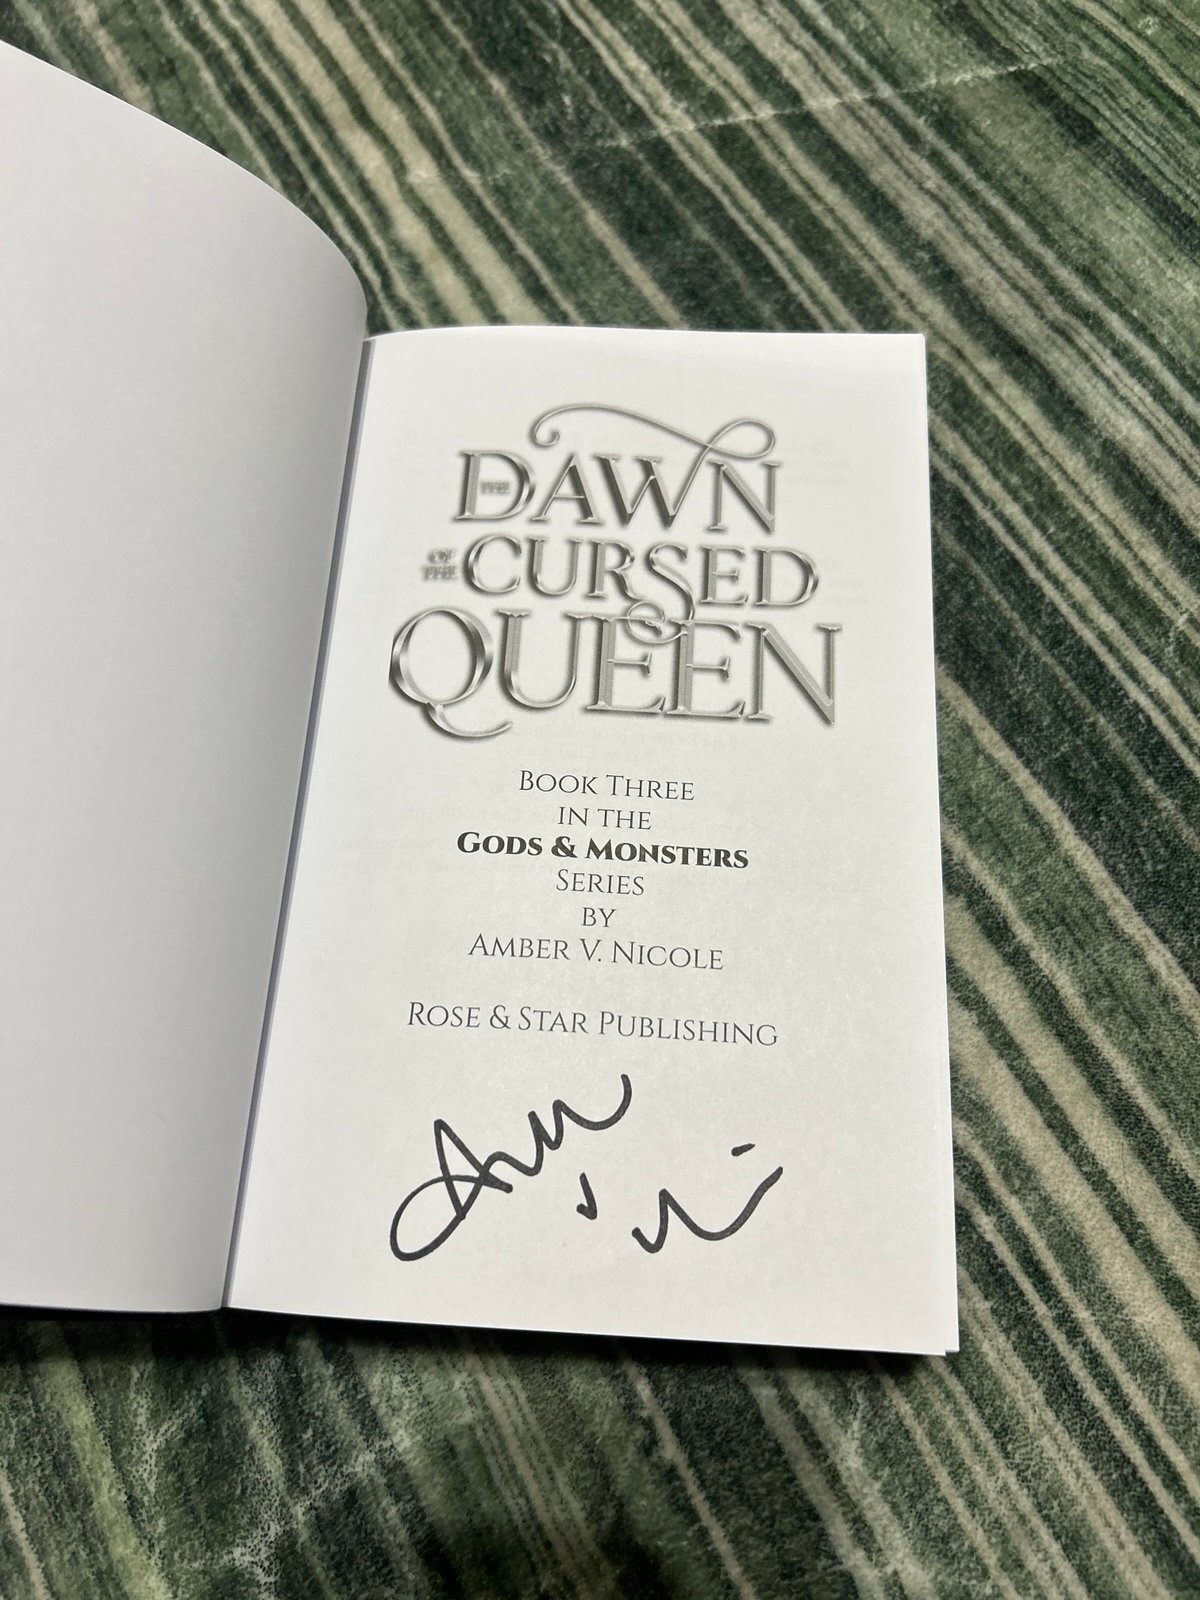 THE DAWN
OF THE CURSED
QUEEN
BOOK THREE
IN THE
GODS & MONSTERS
SERIES
BY
AMBER V. NICOLE
ROSE & STAR PUBLISHING